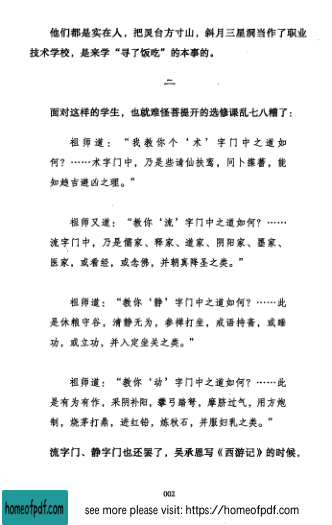 他们都是实在人，把灵台方寸山，斜月三星洞当作了职业
技术学校，是来学“寻了饭吃”的本事的。
二
面对这样的学生，也就难怪菩提开的选修课乱七八糟了：
祖师道：“我教你个‘术’字门中之道如
何？……术字门中，乃是些请仙扶鸾，问卜揲蓍，能
知趋吉避凶之理。”
祖师又道：“教你‘流’字门中之道如何？……
流字门中，乃是儒家、释家、道家、阴阳家、墨家、
医家，或看经，或念佛，并朝真降圣之类。”
祖师道：“教你‘静’字门中之道如何？……此
是休粮守谷，清静无为，参禅打坐，戒语持斋，或睡
功，或立功，并入定坐关之类。”
祖师道：“教你‘动’字门中之道如何？……此
是有为有作，采阴补阳，攀弓踏弩，摩脐过气，用方炮
制，烧茅打鼎，进红铅，炼秋石，并服妇乳之类。”
流字门、静字门也还罢了，吴承恩写《西游记》的时候，
002
homeofpdf.com
see more please visit: https://homeofpdf.com
homeofpdf.com